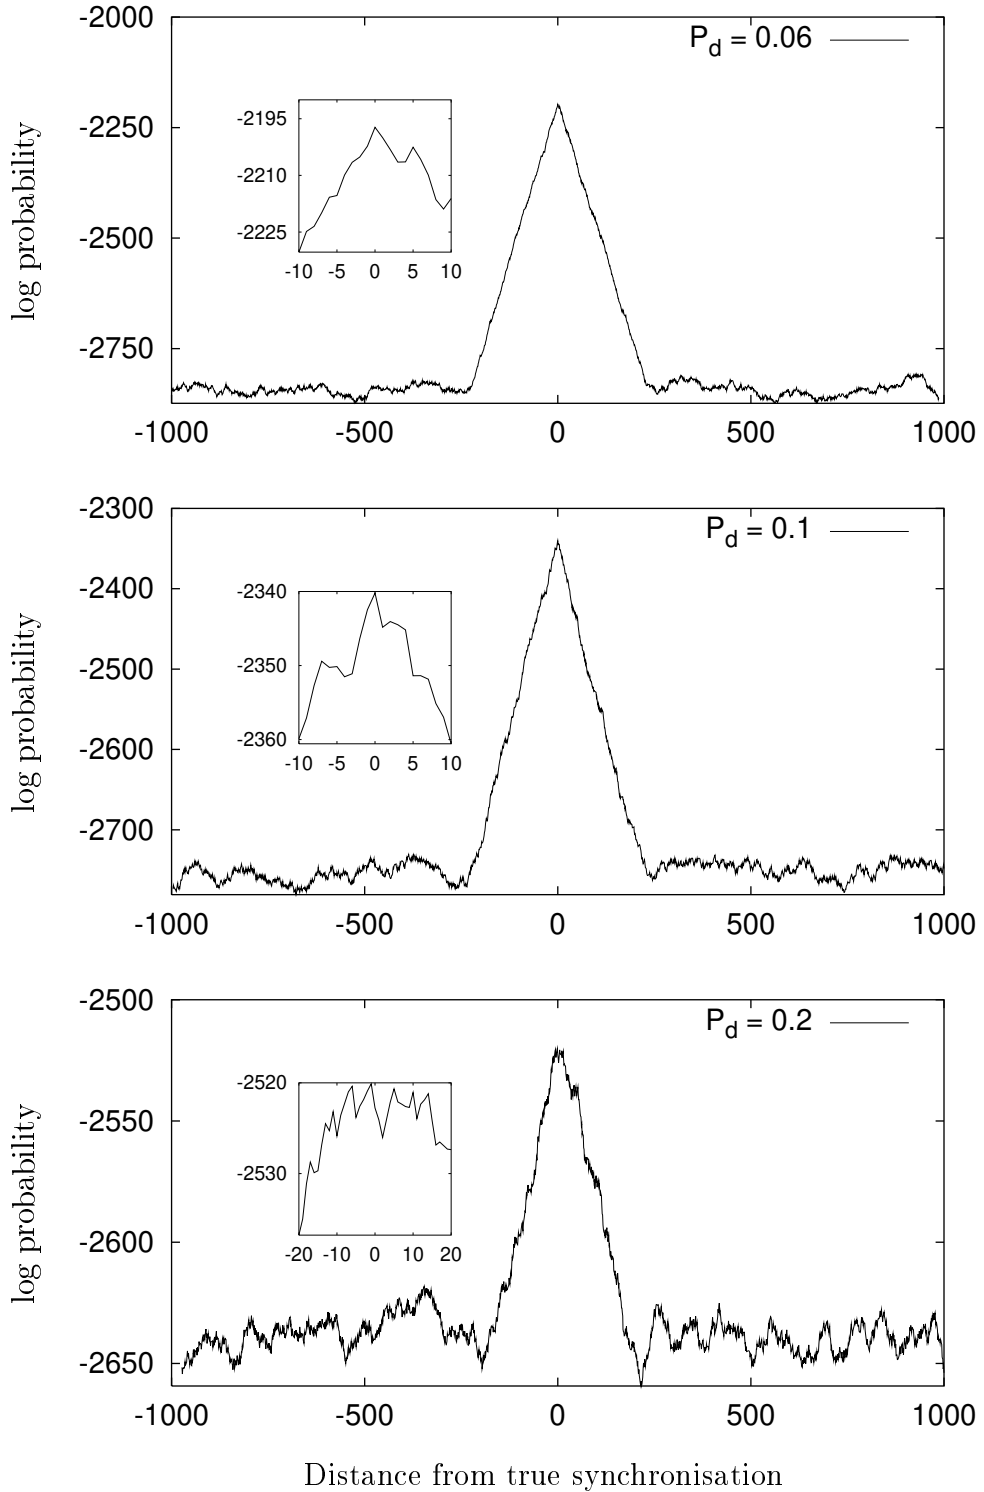 -2000
P_d = 0.06
-2250
-2500
-2750
log probability
-2195
-2210
-2225
-10 -5 0 5 10
-1000 -500 0 500 1000
-2300
P_d = 0.1
-2400
-2500
-2600
-2700
log probability
-2340
-2350
-2360
-10 -5 0 5 10
-1000 -500 0 500 1000
-2500
P_d = 0.2
-2550
-2600
-2650
log probability
-2520
-2530
-20 -10 0 10 20
-1000 -500 0 500 1000
Distance from true synchronisation